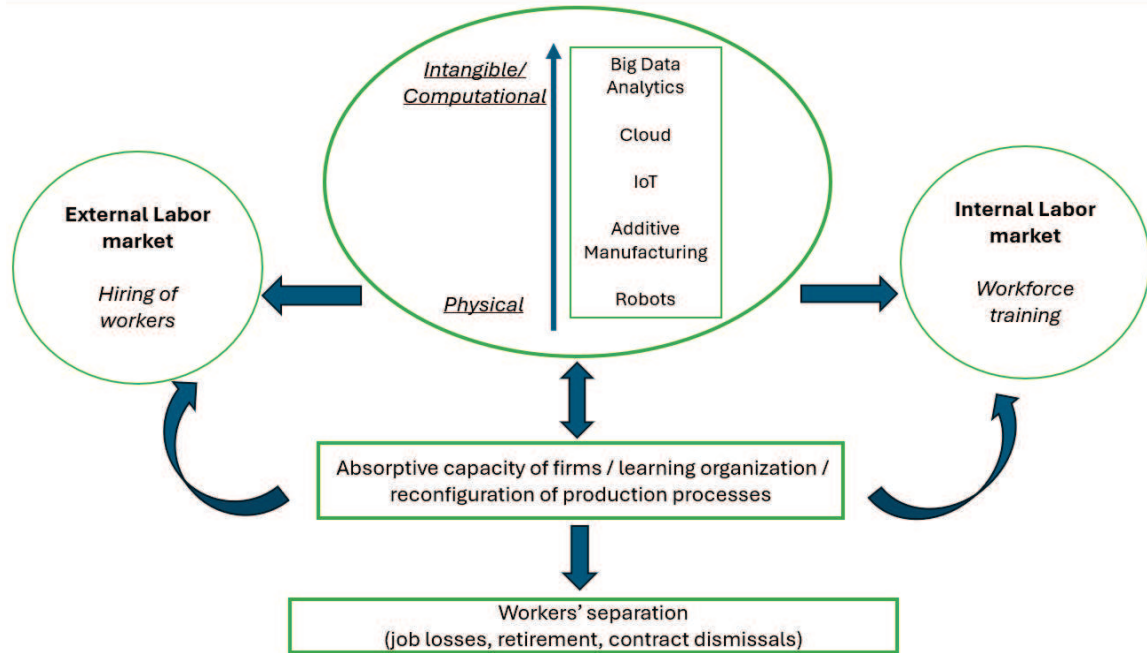 Intangible/
Computational
Physical
Big Data
Analytics
Cloud
IoT
Additive
Manufacturing
Robots
External Labor
market
Hiring of
workers
Internal Labor
market
Workforce
training
Absorptive capacity of firms / learning organization /
reconfiguration of production processes
Workers’ separation
(job losses, retirement, contract dismissals)